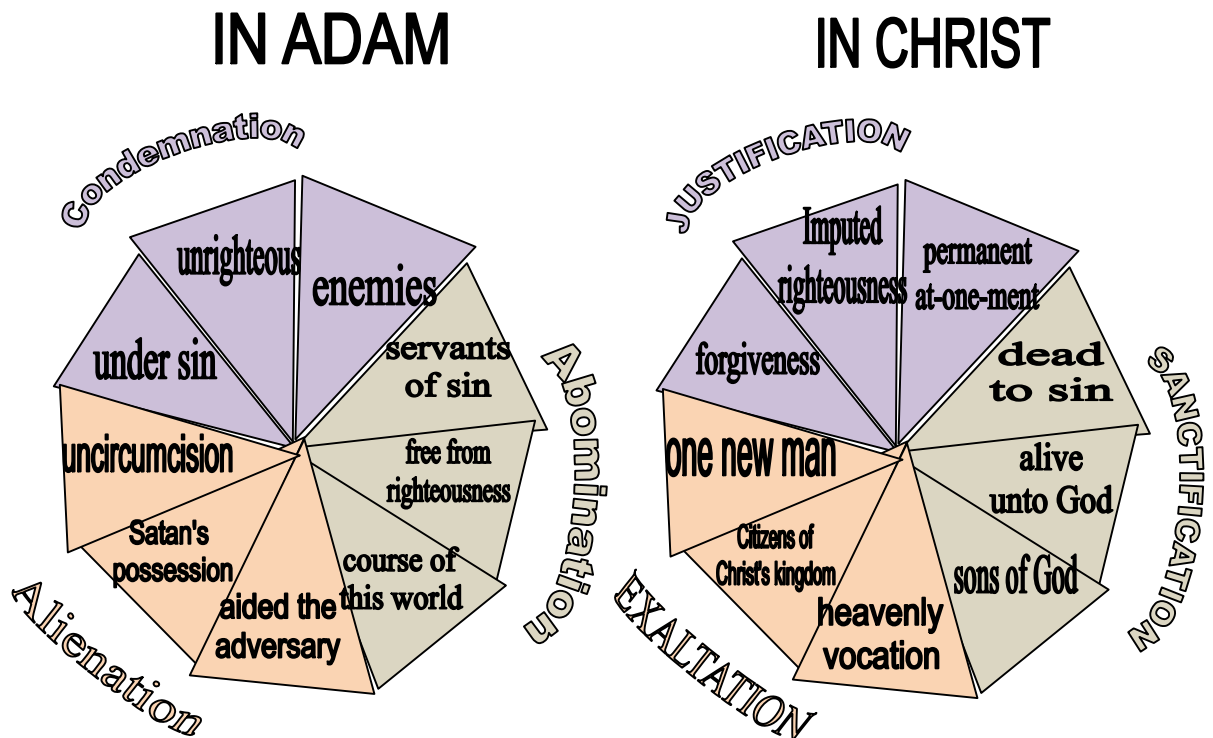 IN ADAM
Condemnation
unrighteous
enemies
under sin
servants
of sin
Abomination
free from
righteousness
course of
this world
uncircumcision
Satan's
possession
aided the
adversary
Alienation
IN CHRIST
JUSTIFICATION
Imputed
righteousness
permanent
at-one-ment
forgiveness
dead
to sin
SANCTIFICATION
alive
unto God
sons of God
one new man
Citizens of
Christ's kingdom
heavenly
vocation
EXALTATION